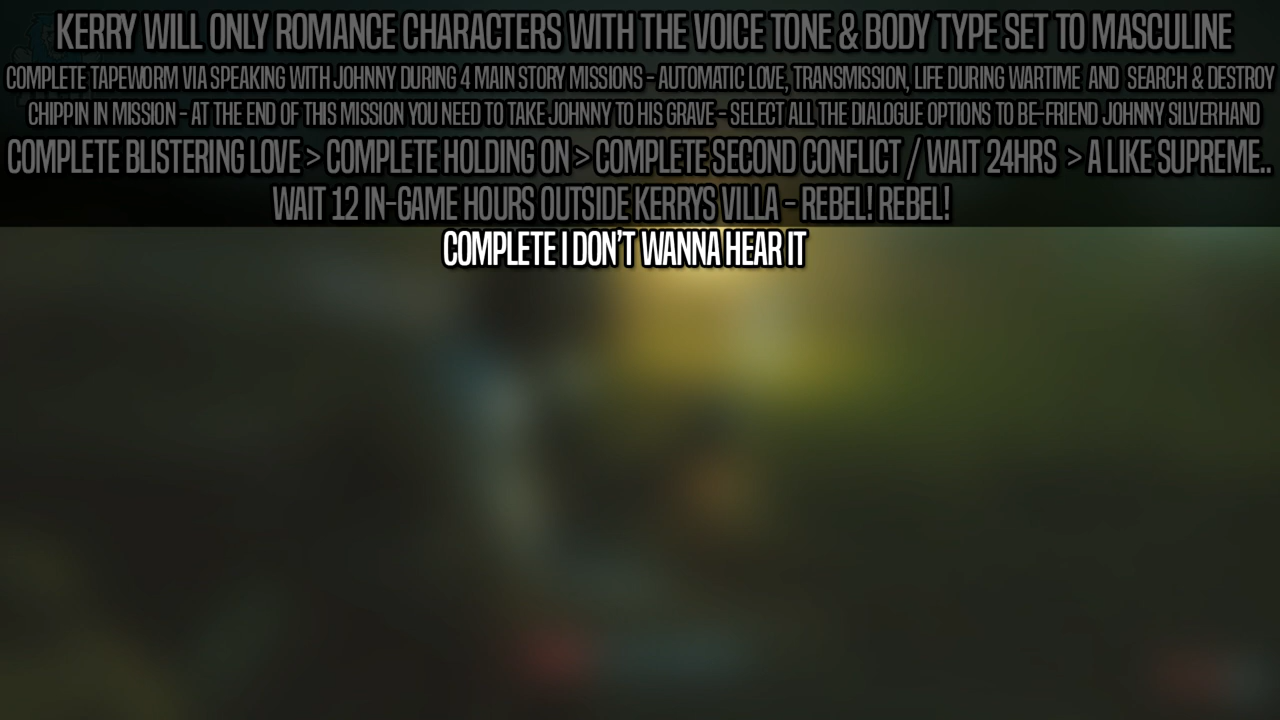 KERRY WILL ONLY ROMANCE CHARACTERS WITH THE VOICE TONE & BODY TYPE SET TO MASCULINE
COMPLETE TAPEWORM VIA SPEAKING WITH JOHNNY DURING 4 MAIN STORY MISSIONS - AUTOMATIC LOVE, TRANSMISSION, LIFE DURING WARTIME AND SEARCH & DESTROY
CHIPPIN IN MISSION - AT THE END OF THIS MISSION YOU NEED TO TAKE JOHNNY TO HIS GRAVE - SELECT ALL THE DIALOGUE OPTIONS TO BE-FRIEND JOHNNY SILVERHAND
COMPLETE BLISTERING LOVE > COMPLETE HOLDING ON > COMPLETE SECOND CONFLICT / WAIT 24HRS > A LIKE SUPREME..
WAIT 12 IN-GAME HOURS OUTSIDE KERRYS VILLA - REBEL! REBEL!
COMPLETE I DON'T WANNA HEAR IT